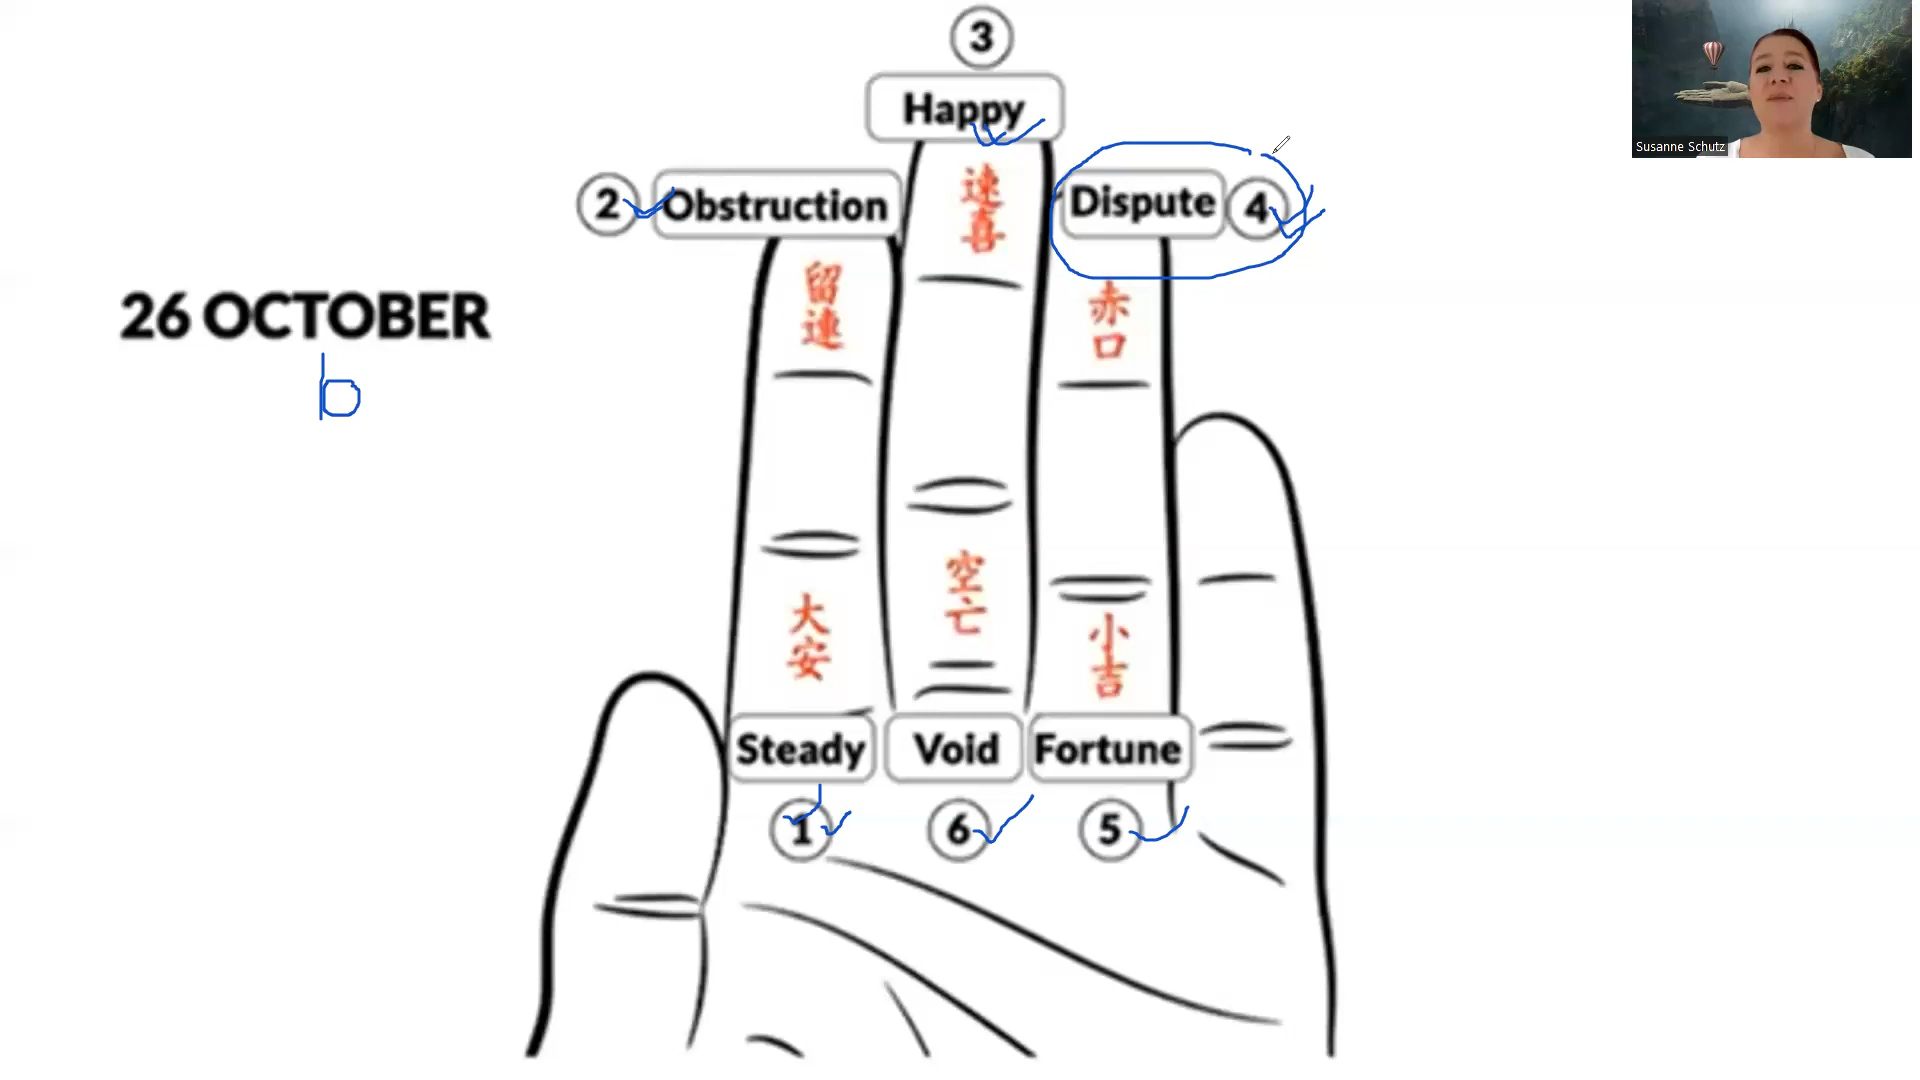 3
Happy
速喜
2
Obstruction
Dispute
4
留連
赤口
26 OCTOBER
10
空亡
大安
小吉
Steady
Void
Fortune
1
6
5
Susanne Schutz